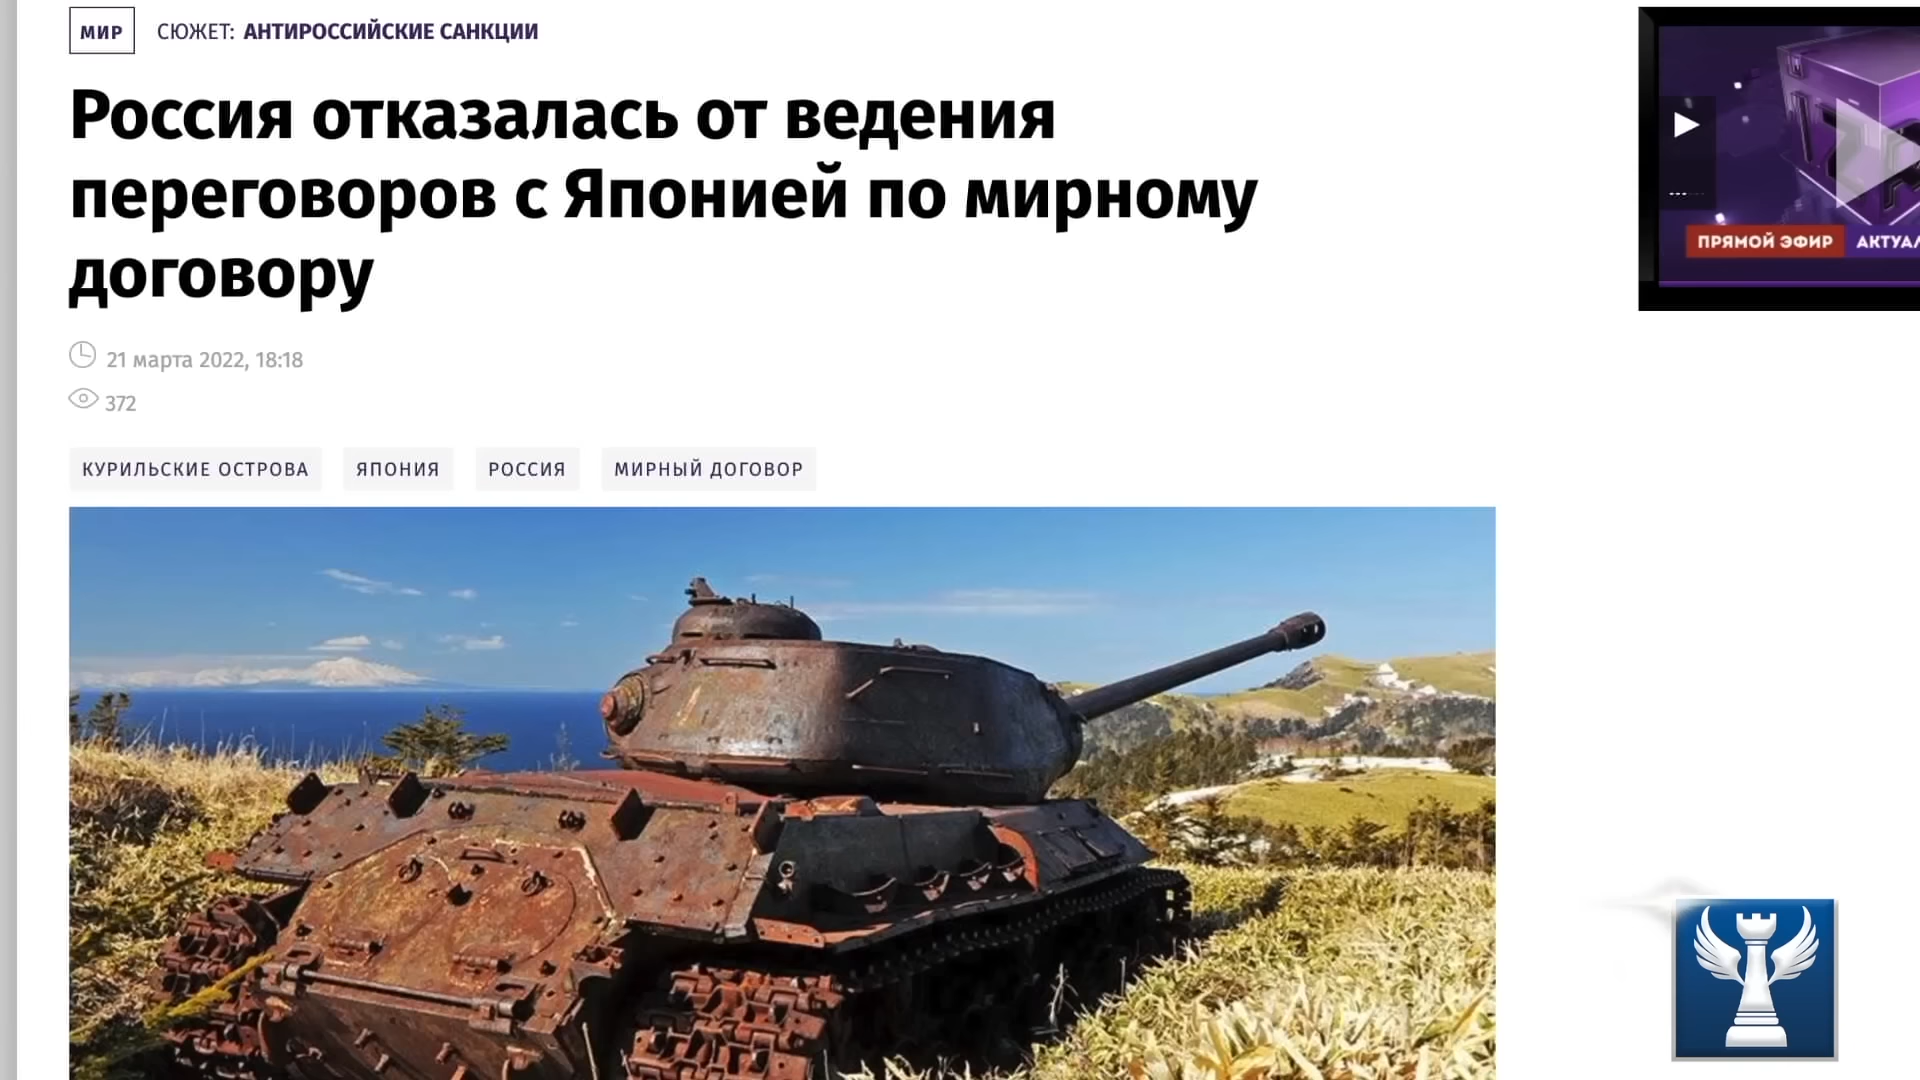 МИР
СЮЖЕТ: АНТИРОССИЙСКИЕ САНКЦИИ
Россия отказалась от ведения
переговоров с Японией по мирному
договору
21 марта 2022, 18:18
372
КУРИЛЬСКИЕ ОСТРОВА
ЯПОНИЯ
РОССИЯ
МИРНЫЙ ДОГОВОР
ПРЯМОЙ ЭФИР